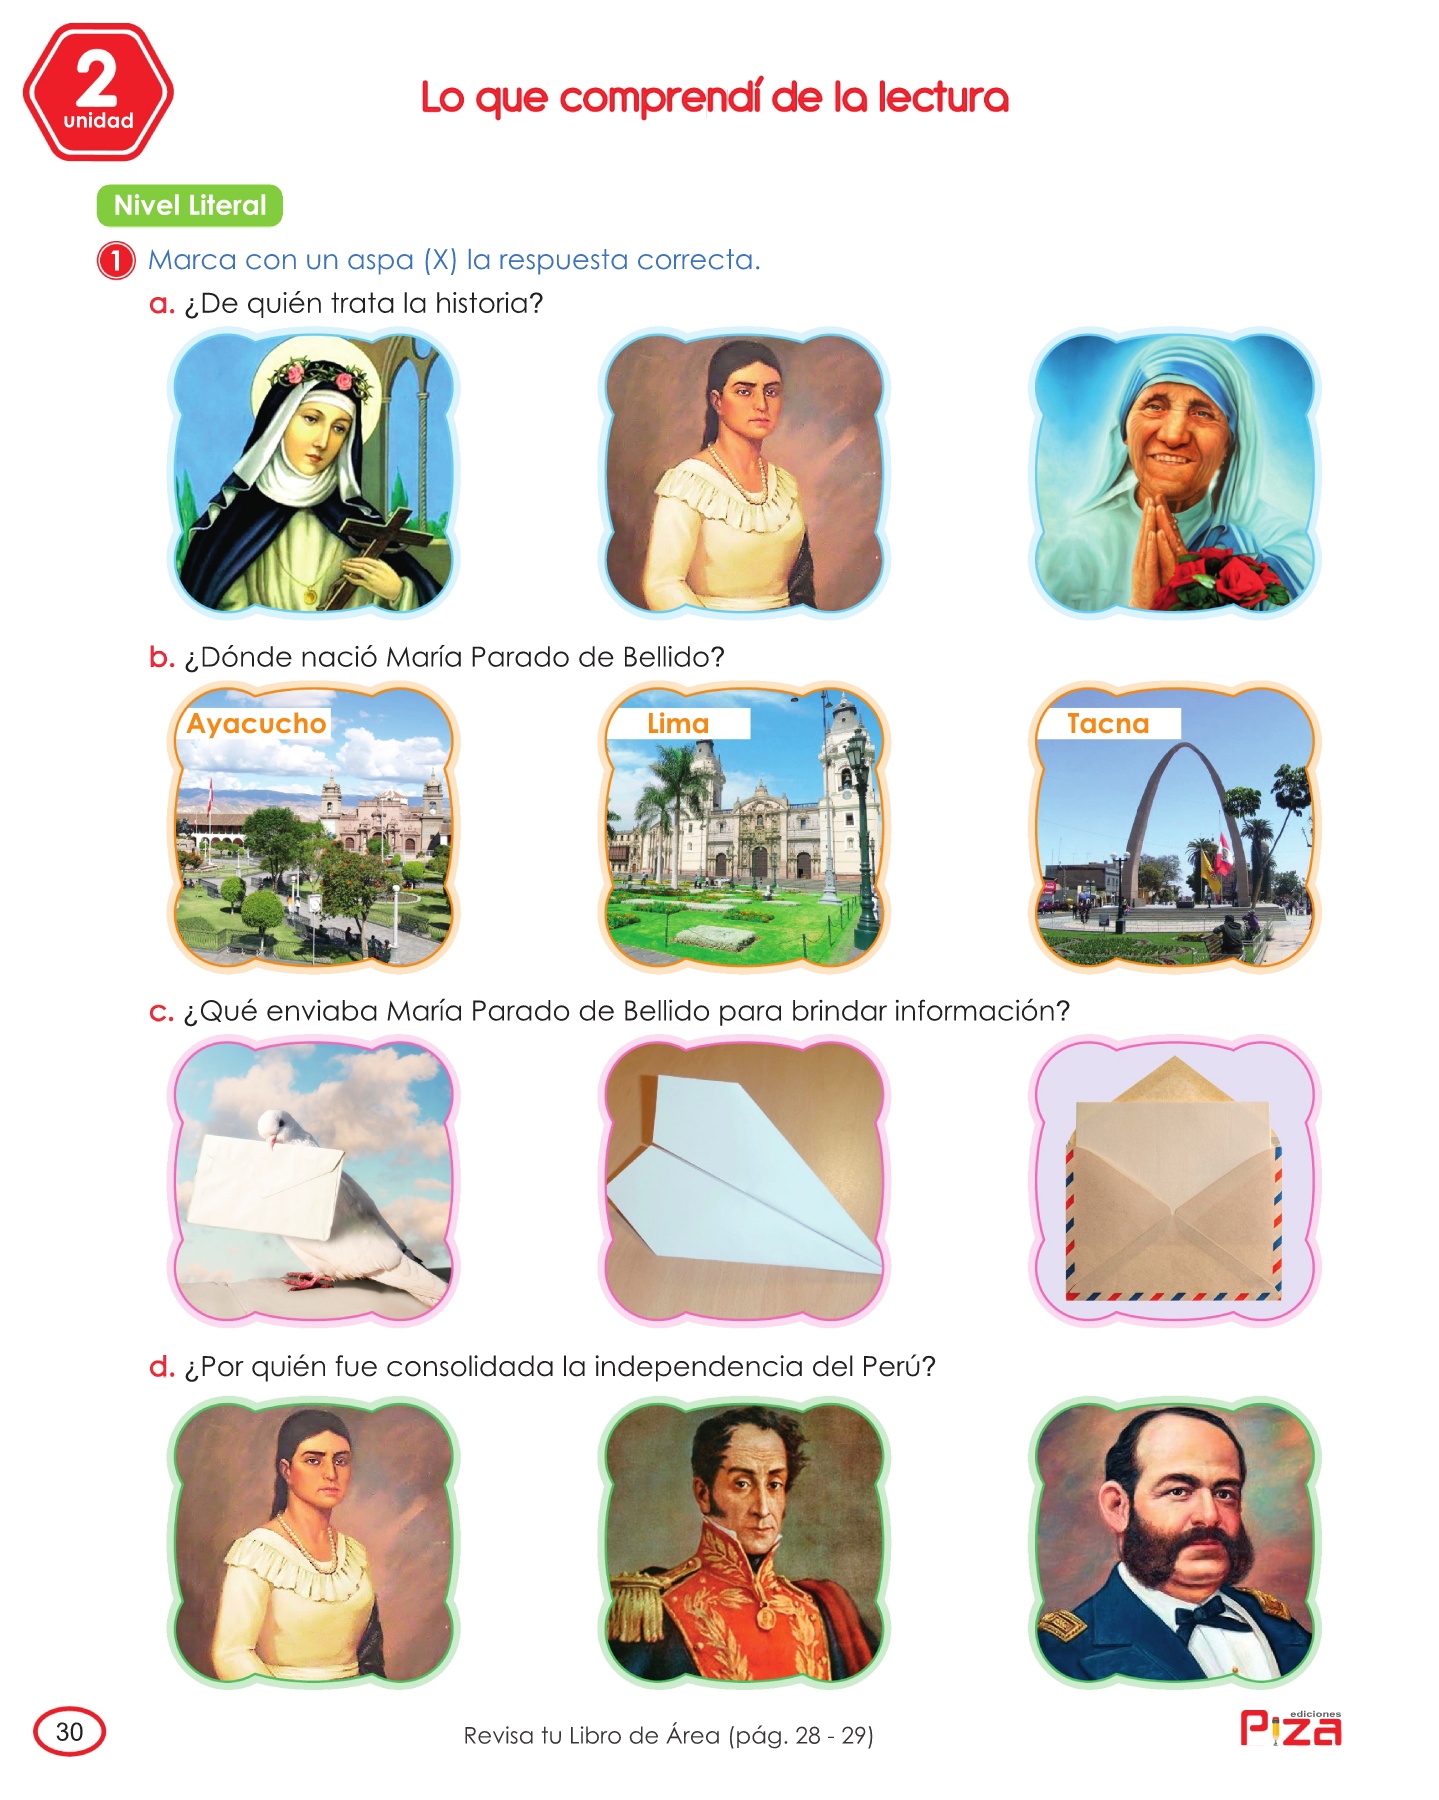 2
unidad
Lo que comprendí de la lectura
Nivel Literal
1 Marca con un aspa (X) la respuesta correcta.
a. ¿De quién trata la historia?
b. ¿Dónde nació María Parado de Bellido?
Ayacucho
Lima
Tacna
c. ¿Qué enviaba María Parado de Bellido para brindar información?
d. ¿Por quién fue consolidada la independencia del Perú?
30
Revisa tu Libro de Área (pág. 28 - 29)
ediciones
Piza